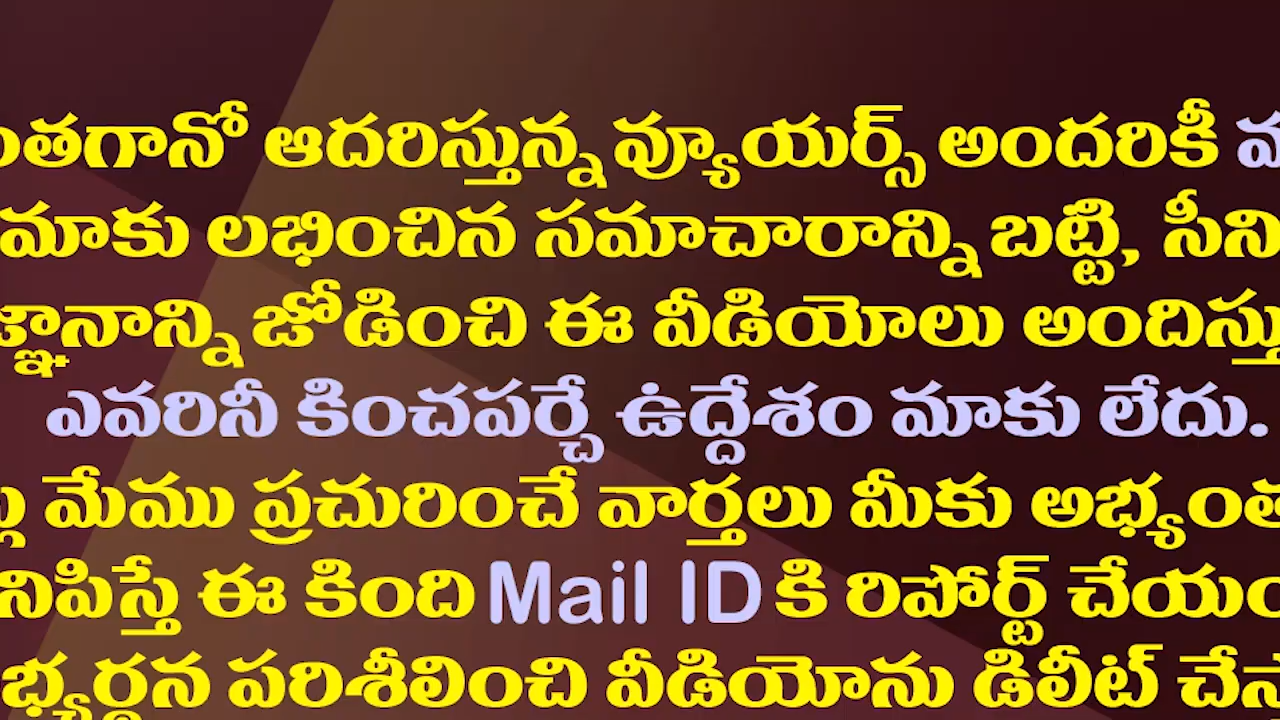 ంతగానో ఆదరిస్తున్న వ్యూయర్స్ అందరికీ
మాకు లభించిన సమాచారాన్ని బట్టి, సీని
జ్ఞానాన్ని జోడించి ఈ వీడియోలు అందిస్తు
ఎవరినీ కించపర్చే ఉద్దేశం మాకు లేదు.
మేము ప్రచురించే వార్తలు మీకు అభ్యంత
నిపిస్తే ఈ కింది Mail ID కి రిపోర్ట్ చేయం
భ్యర్థన పరిశీలించి వీడియోను డిలీట్ చేస